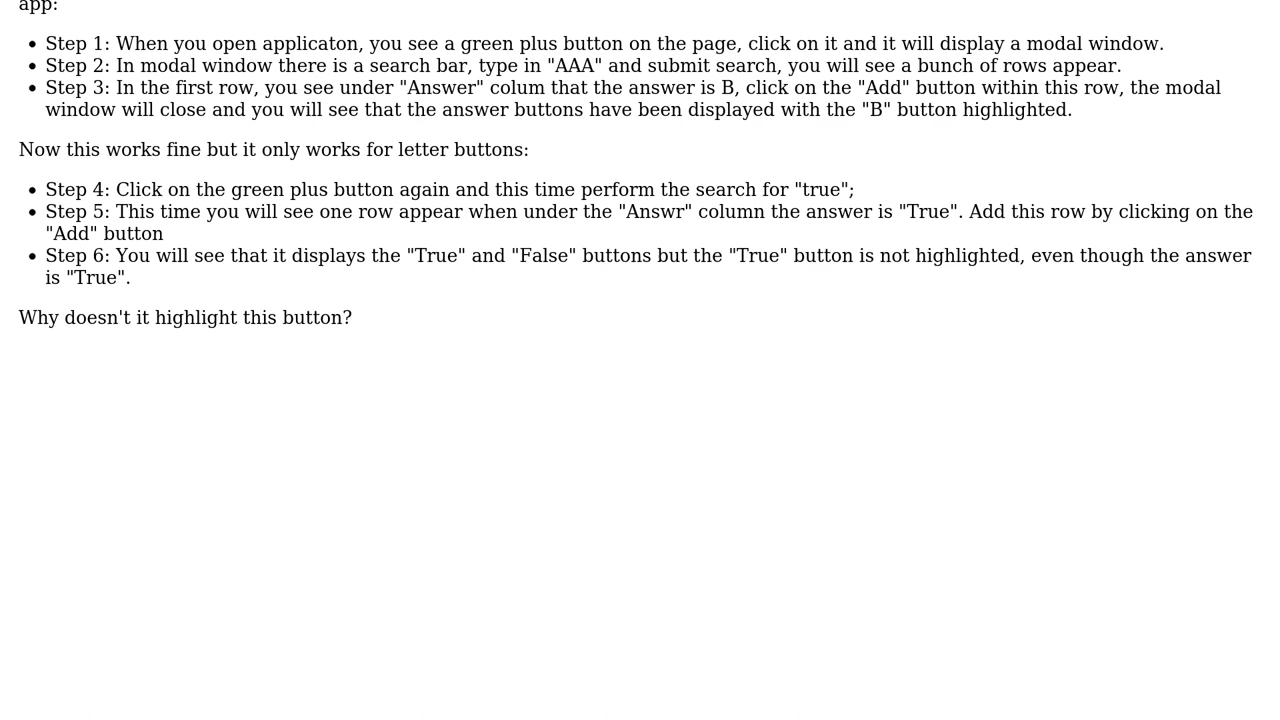 app:
• Step 1: When you open applicaton, you see a green plus button on the page, click on it and it will display a modal window.
• Step 2: In modal window there is a search bar, type in "AAA" and submit search, you will see a bunch of rows appear.
• Step 3: In the first row, you see under "Answer" colum that the answer is B, click on the "Add" button within this row, the modal
window will close and you will see that the answer buttons have been displayed with the "B" button highlighted.
Now this works fine but it only works for letter buttons:
• Step 4: Click on the green plus button again and this time perform the search for "true";
• Step 5: This time you will see one row appear when under the "Answr" column the answer is "True". Add this row by clicking on the
"Add" button
• Step 6: You will see that it displays the "True" and "False" buttons but the "True" button is not highlighted, even though the answer
is "True".
Why doesn't it highlight this button?